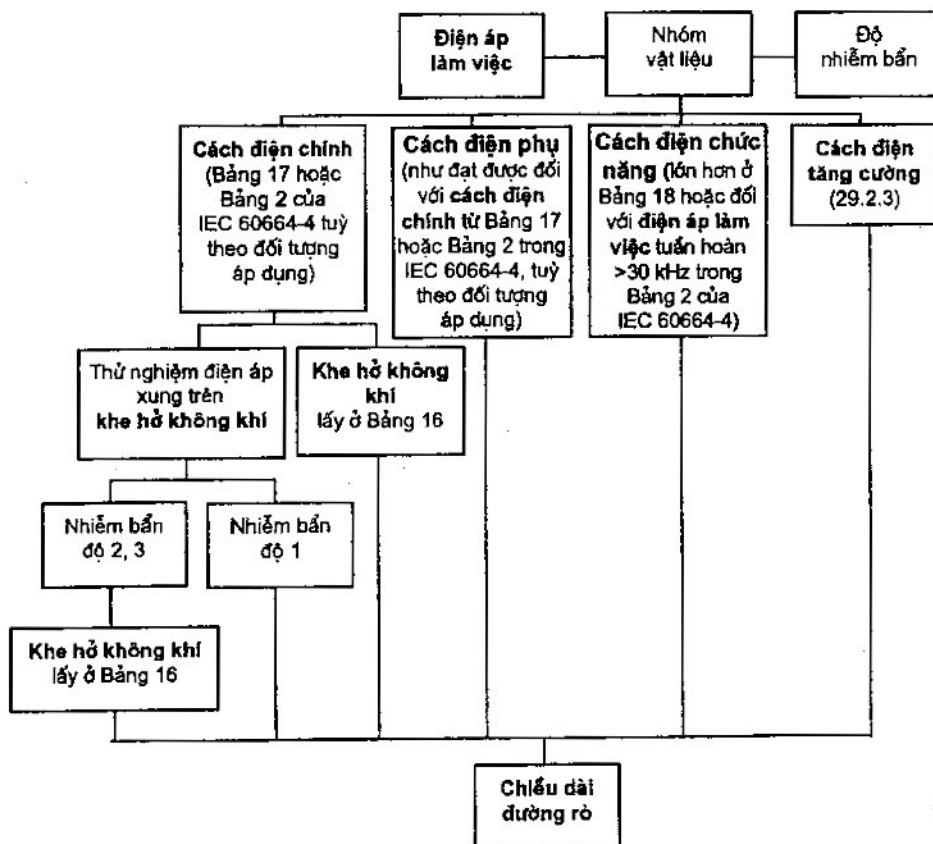 Điện áp
làm việc
Nhóm
vật liệu
Độ
nhiễm bẩn
Cách điện chính
(Bảng 17 hoặc
Bảng 2 của
IEC 60664-4 tuỳ
theo đối tượng
áp dụng)
Cách điện phụ
(như đạt được đối
với cách điện
chính từ Bảng 17
hoặc Bảng 2 trong
IEC 60664-4, tuỳ
theo đối tượng
áp dụng)
Cách điện chức
năng (lớn hơn ở
Bảng 18 hoặc đối
với điện áp làm
việc tuần hoàn
>30 kHz trong
Bảng 2 của
IEC 60664-4)
Cách điện
tăng cường
(29.2.3)
Thử nghiệm điện áp
xung trên
khe hở không khí
Khe hở không
khí
lấy ở Bảng 16
Nhiễm bẩn
độ 2, 3
Nhiễm bẩn
độ 1
Khe hở không khí
lấy ở Bảng 16
Chiều dài
đường rò